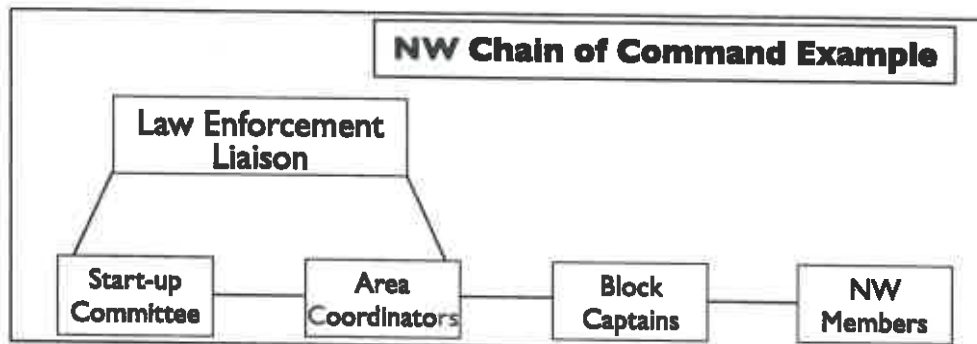 NW Chain of Command Example
Law Enforcement
Liaison
Start-up
Committee
Area
Coordinators
Block
Captains
NW
Members